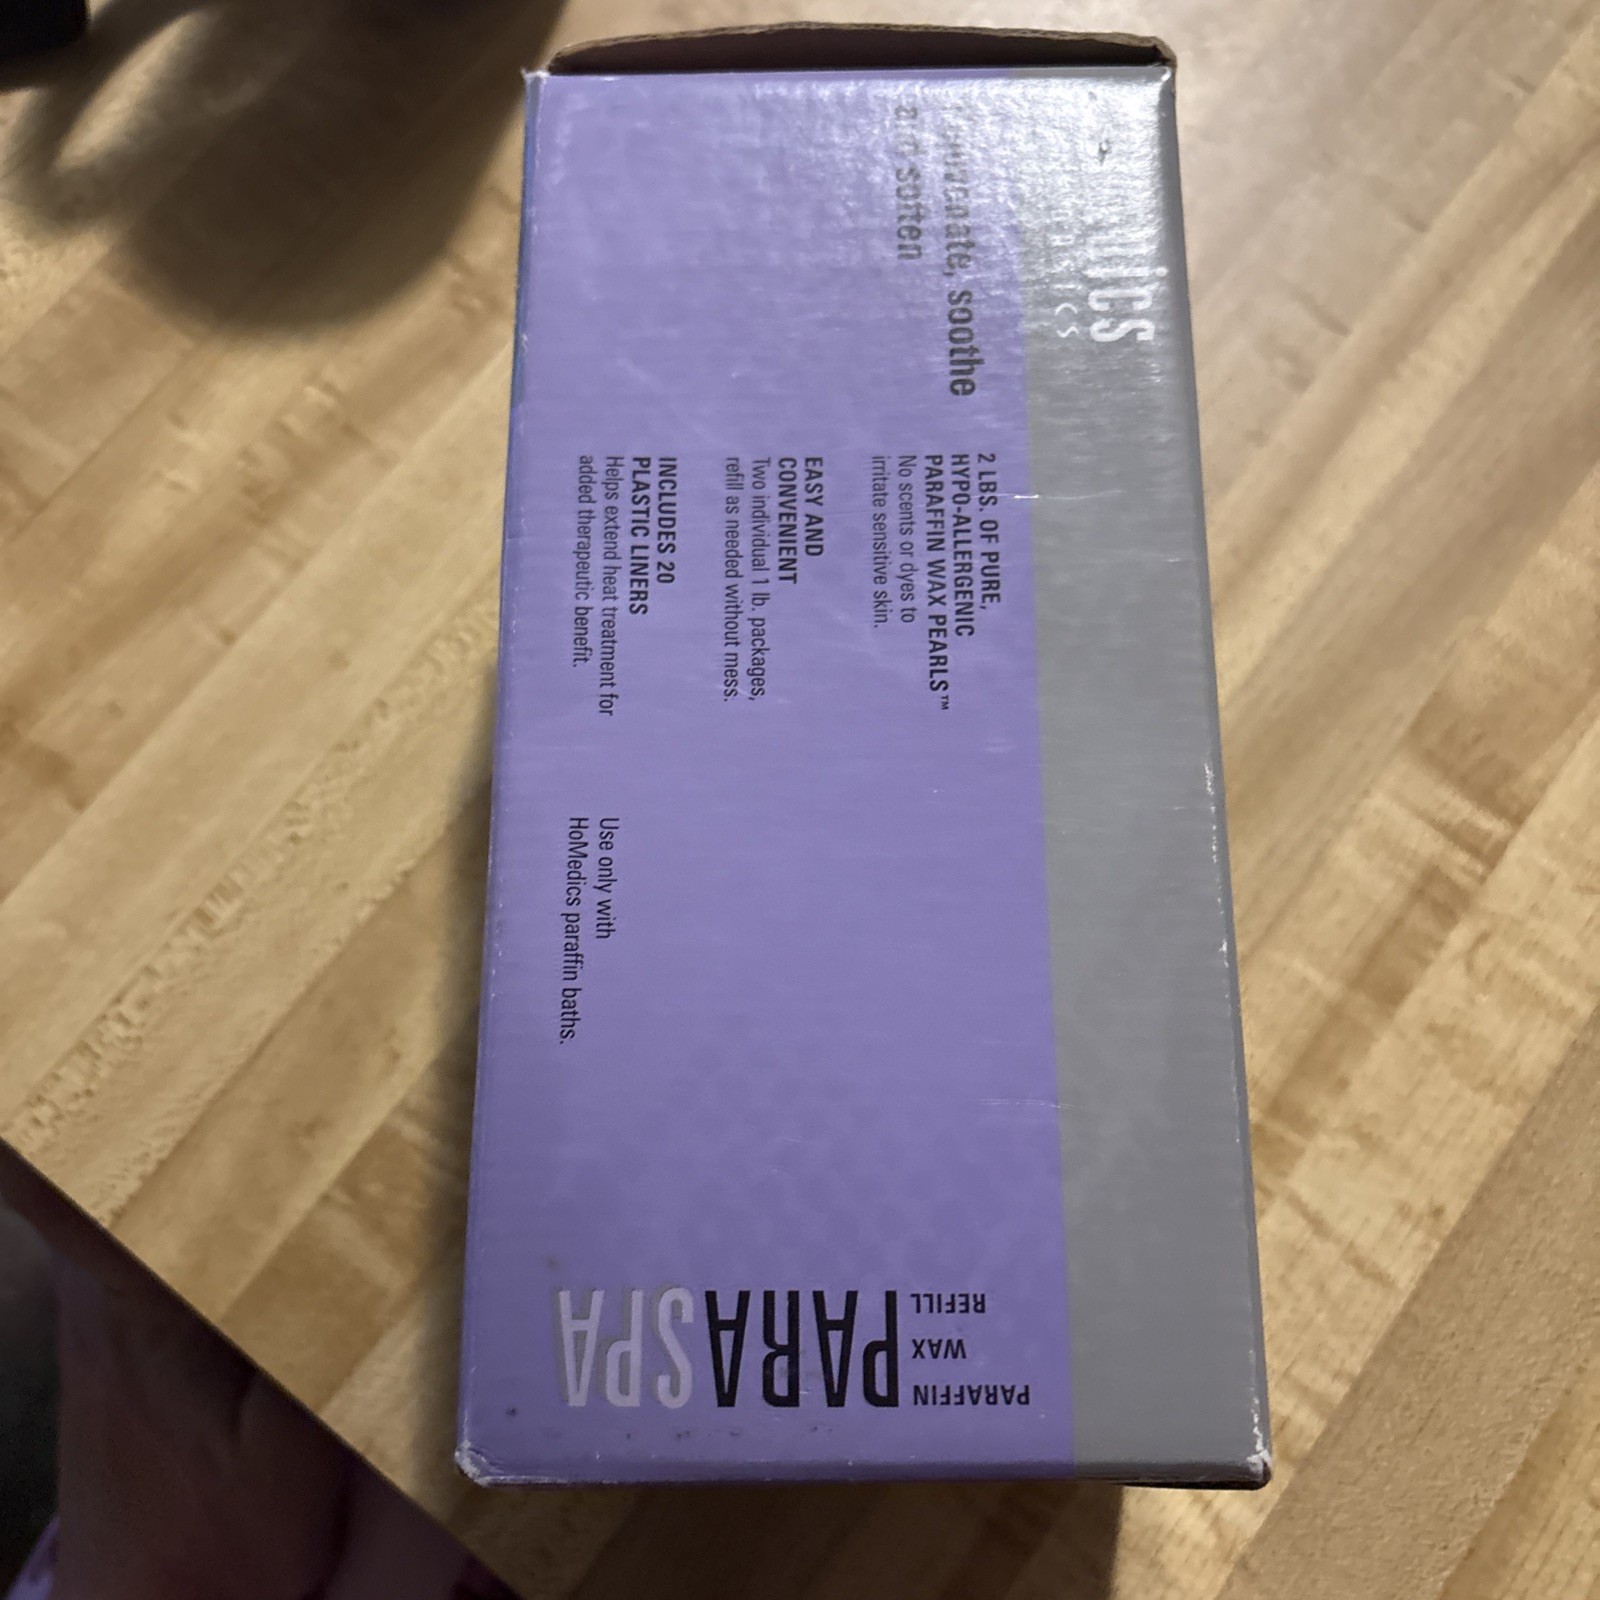 soothe
and soften
2 LBS. OF PURE,
HYPO-ALLERGENIC
PARAFFIN WAX PEARLS™
No scents or dyes to
irritate sensitive skin.
EASY AND
CONVENIENT
Two individual 1 lb. packages,
refill as needed without mess.
INCLUDES 20
PLASTIC LINERS
Helps extend heat treatment for
added therapeutic benefit.
Use only with
HoMedics paraffin baths.
PARAFFIN
WAX
REFILL
PARASPA